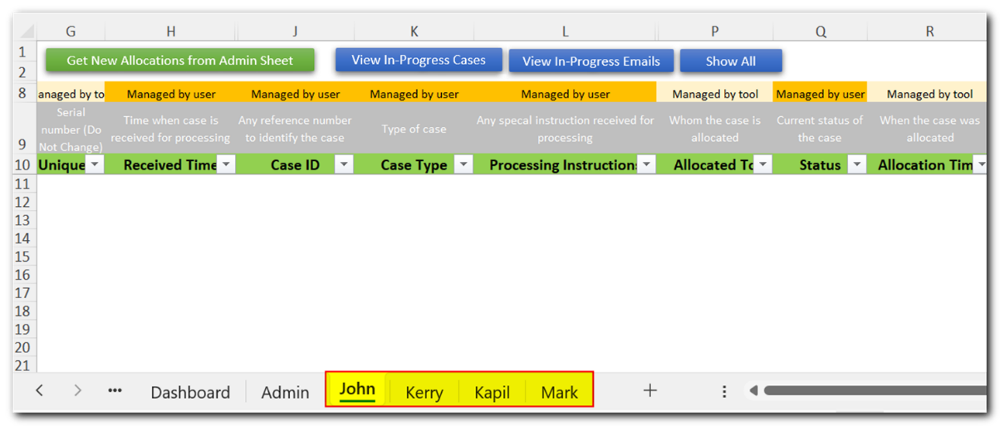 G H J K L P Q R
1 Get New Allocations from Admin Sheet View In-Progress Cases View In-Progress Emails Show All
2
8 anaged by to Managed by user Managed by user Managed by user Managed by user Managed by tool Managed by user Managed by tool
Serial
number (Do
Not Change)
Time when case is
received for processing
Any reference number
to identify the case
Type of case
Any specal instruction received for
processing
Whom the case is
allocated
Current status of
the case
When the case was
allocated
9
10 Unique Received Time Case ID Case Type Processing Instruction Allocated To Status Allocation Tim
11
12
13
14
15
16
17
18
19
20
21
Dashboard Admin John Kerry Kapil Mark